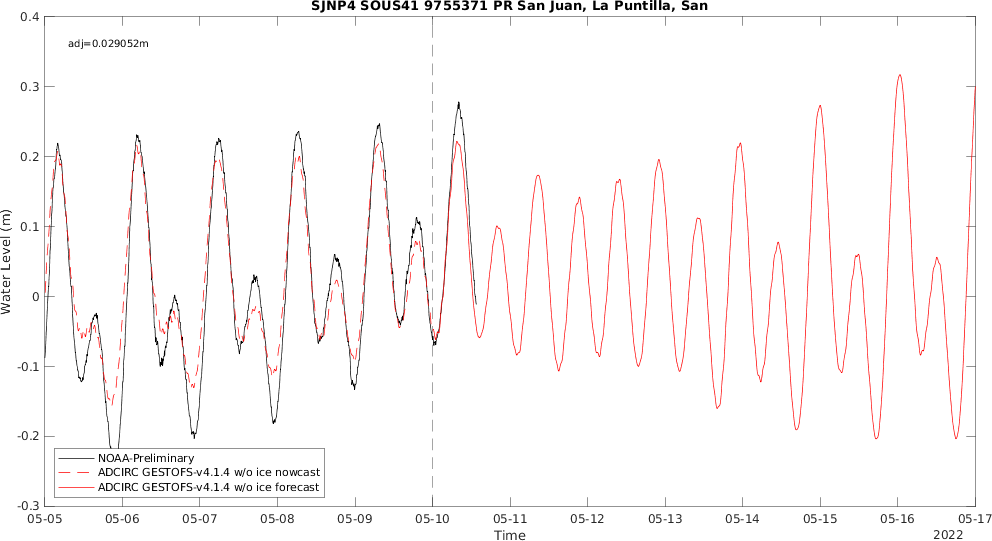 SJNP4 SOUS41 9755371 PR San Juan, La Puntilla, San
adj=0.029052m
0.4
0.3
0.2
0.1
0
-0.1
-0.2
-0.3
Water Level (m)
NOAA-Preliminary
ADCIRC GESTOFS-v4.1.4 w/o ice nowcast
ADCIRC GESTOFS-v4.1.4 w/o ice forecast
05-05 05-06 05-07 05-08 05-09 05-10 05-11 05-12 05-13 05-14 05-15 05-16 05-17
Time
2022